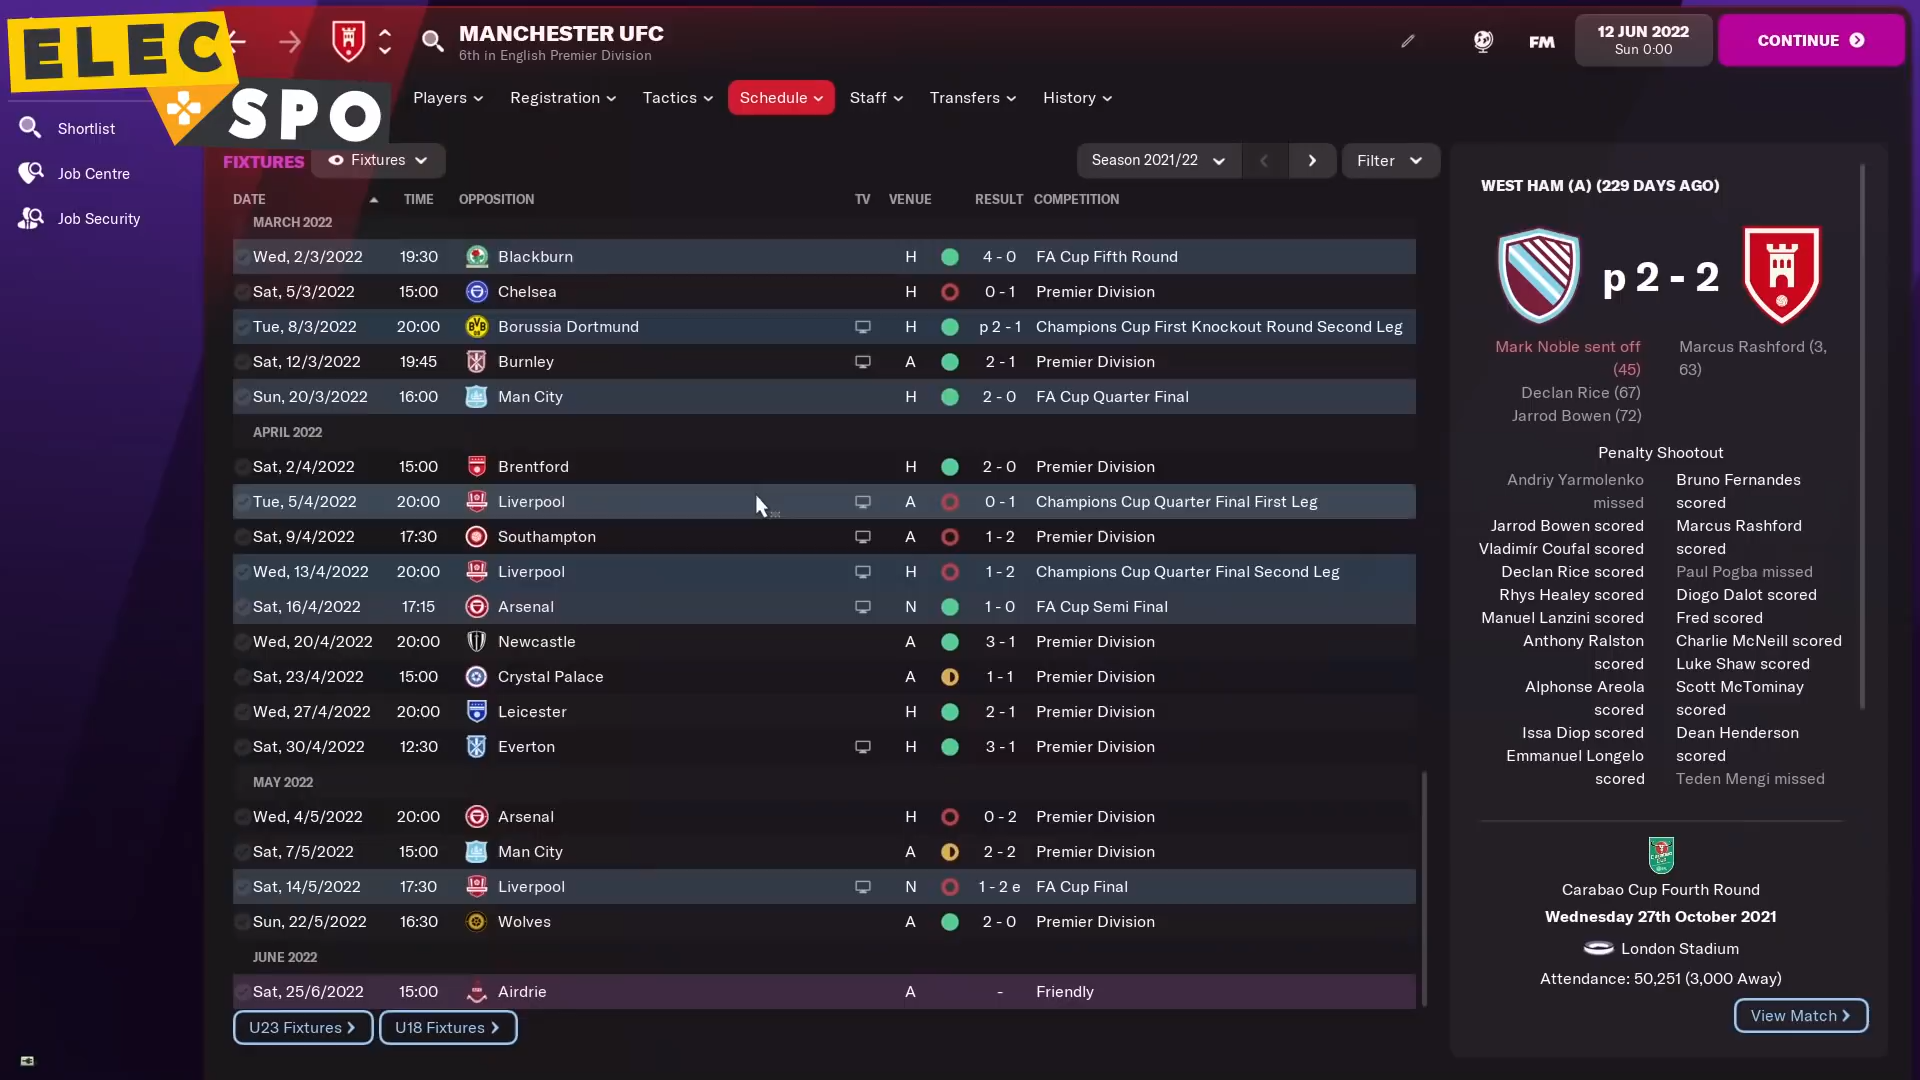 ELEC
SPO
MANCHESTER UFC
6th in English Premier Division
FM
12 JUN 2022
Sun 0:00
CONTINUE
Players
Registration
Tactics
Schedule
Staff
Transfers
History
Shortlist
Job Centre
Job Security
FIXTURES
Fixtures
Season 2021/22
Filter
DATE TIME OPPOSITION TV VENUE RESULT COMPETITION
MARCH 2022
Wed, 2/3/2022 19:30 Blackburn H 4 - 0 FA Cup Fifth Round
Sat, 5/3/2022 15:00 Chelsea H 0 - 1 Premier Division
Tue, 8/3/2022 20:00 Borussia Dortmund H p 2 - 1 Champions Cup First Knockout Round Second Leg
Sat, 12/3/2022 19:45 Burnley A 2 - 1 Premier Division
Sun, 20/3/2022 16:00 Man City H 2 - 0 FA Cup Quarter Final
APRIL 2022
Sat, 2/4/2022 15:00 Brentford H 2 - 0 Premier Division
Tue, 5/4/2022 20:00 Liverpool A 0 - 1 Champions Cup Quarter Final First Leg
Sat, 9/4/2022 17:30 Southampton A 1 - 2 Premier Division
Wed, 13/4/2022 20:00 Liverpool H 1 - 2 Champions Cup Quarter Final Second Leg
Sat, 16/4/2022 17:15 Arsenal N 1 - 0 FA Cup Semi Final
Wed, 20/4/2022 20:00 Newcastle A 3 - 1 Premier Division
Sat, 23/4/2022 15:00 Crystal Palace A 1 - 1 Premier Division
Wed, 27/4/2022 20:00 Leicester H 2 - 1 Premier Division
Sat, 30/4/2022 12:30 Everton H 3 - 1 Premier Division
MAY 2022
Wed, 4/5/2022 20:00 Arsenal H 0 - 2 Premier Division
Sat, 7/5/2022 15:00 Man City A 2 - 2 Premier Division
Sat, 14/5/2022 17:30 Liverpool N 1 - 2 e FA Cup Final
Sun, 22/5/2022 16:30 Wolves A 2 - 0 Premier Division
JUNE 2022
Sat, 25/6/2022 15:00 Airdrie A - Friendly
U23 Fixtures
U18 Fixtures
WEST HAM (A) (229 DAYS AGO)
p 2 - 2
Mark Noble sent off
(45)
Declan Rice (67)
Jarrod Bowen (72)
Marcus Rashford (3,
63)
Penalty Shootout
Andriy Yarmolenko
missed
Jarrod Bowen scored
Vladimír Coufal scored
Declan Rice scored
Rhys Healey scored
Manuel Lanzini scored
Anthony Ralston
scored
Alphonse Areola
scored
Issa Diop scored
Emmanuel Longelo
scored
Bruno Fernandes
scored
Marcus Rashford
scored
Paul Pogba missed
Diogo Dalot scored
Fred scored
Charlie McNeill scored
Luke Shaw scored
Scott McTominay
scored
Dean Henderson
scored
Teden Mengi missed
Carabao Cup Fourth Round
Wednesday 27th October 2021
London Stadium
Attendance: 50,251 (3,000 Away)
View Match